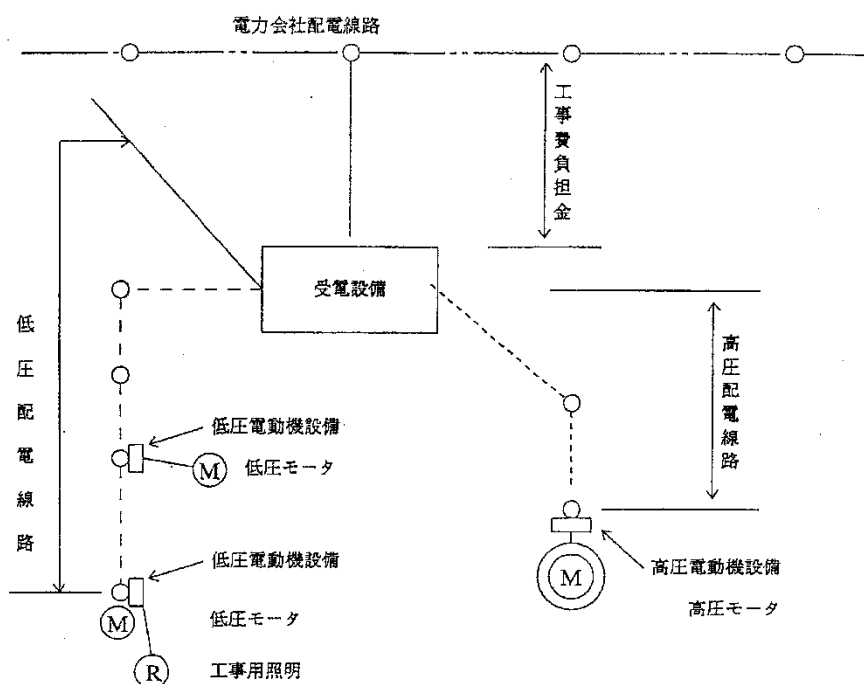 電力会社配電線路
工事費負担金
受電設備
低圧配電線路
高圧配電線路
低圧電動機設備
M
低圧モータ
低圧電動機設備
M
低圧モータ
R
工事用照明
M
高圧電動機設備
高圧モータ